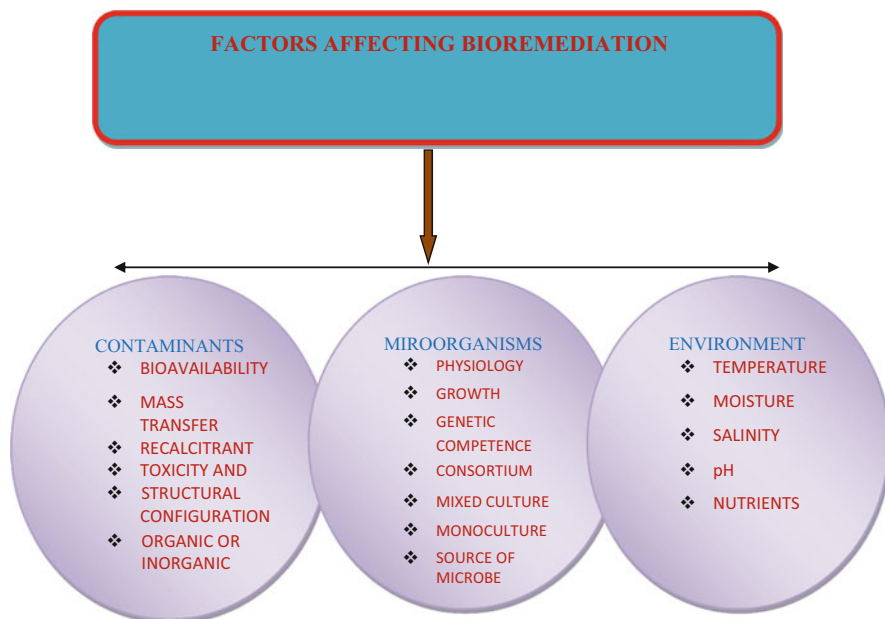 FACTORS AFFECTING BIOREMEDIATION
CONTAMINANTS
❖ BIOAVAILABILITY
❖ MASS
TRANSFER
❖ RECALCITRANT
❖ TOXICITY AND
❖ STRUCTURAL
CONFIGURATION
❖ ORGANIC OR
INORGANIC
MIROORGANISMS
❖ PHYSIOLOGY
❖ GROWTH
❖ GENETIC
COMPETENCE
❖ CONSORTIUM
❖ MIXED CULTURE
❖ MONOCULTURE
❖ SOURCE OF
MICROBE
ENVIRONMENT
❖ TEMPERATURE
❖ MOISTURE
❖ SALINITY
❖ pH
❖ NUTRIENTS